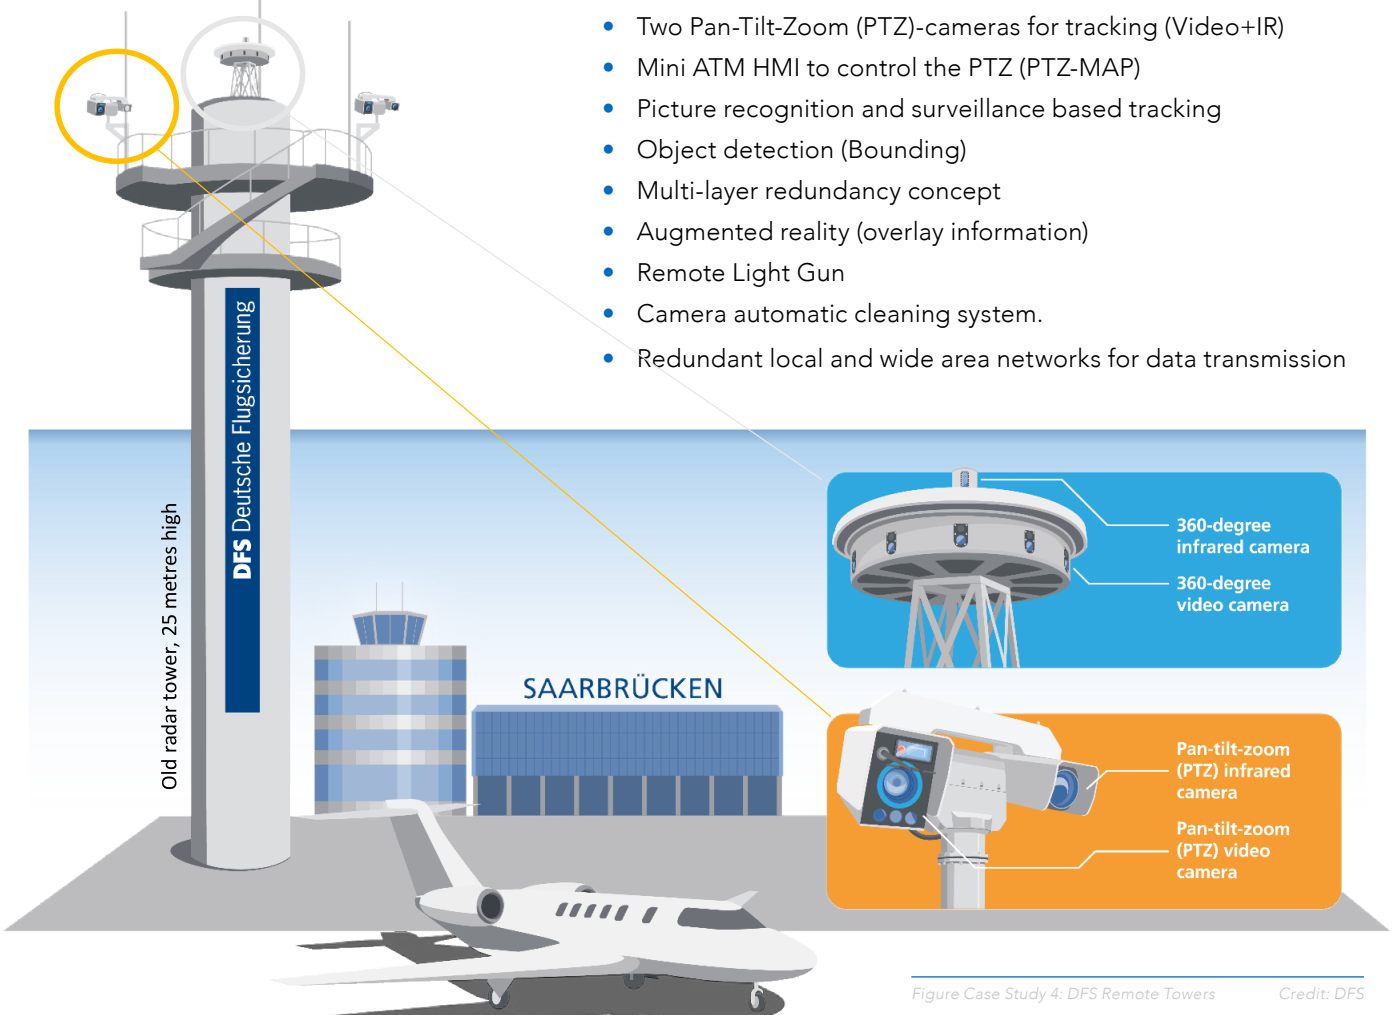 • Two Pan-Tilt-Zoom (PTZ)-cameras for tracking (Video+IR)
• Mini ATM HMI to control the PTZ (PTZ-MAP)
• Picture recognition and surveillance based tracking
• Object detection (Bounding)
• Multi-layer redundancy concept
• Augmented reality (overlay information)
• Remote Light Gun
• Camera automatic cleaning system.
• Redundant local and wide area networks for data transmission
DFS Deutsche Flugsicherung
Old radar tower, 25 metres high
SAARBRÜCKEN
360-degree
infrared camera
360-degree
video camera
Pan-tilt-zoom
(PTZ) infrared
camera
Pan-tilt-zoom
(PTZ) video
camera
Figure Case Study 4: DFS Remote Towers Credit: DFS